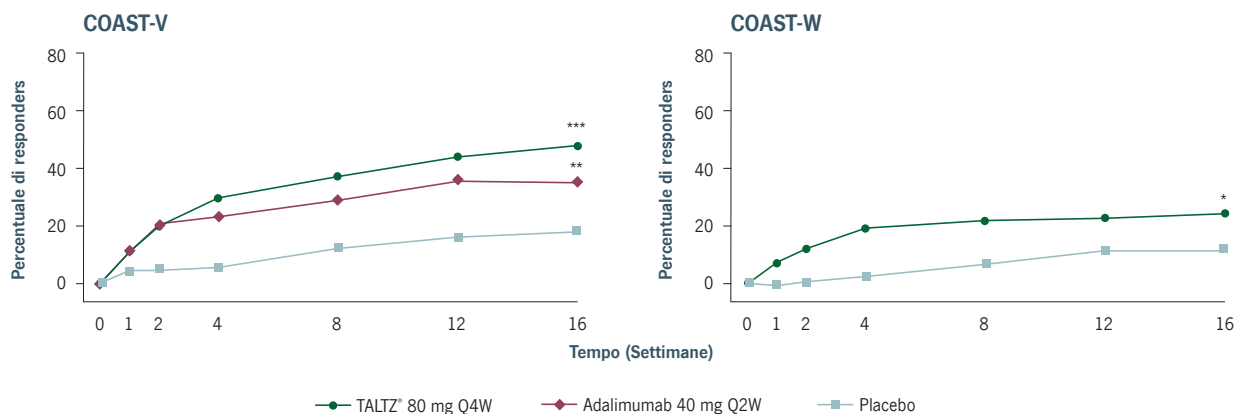 COAST-V
Percentuale di responders
80
60
40
20
0
***
**
0 1 2 4 8 12 16
COAST-W
Percentuale di responders
80
60
40
20
0
*
0 1 2 4 8 12 16
Tempo (Settimane)
TALTZ® 80 mg Q4W Adalimumab 40 mg Q2W Placebo